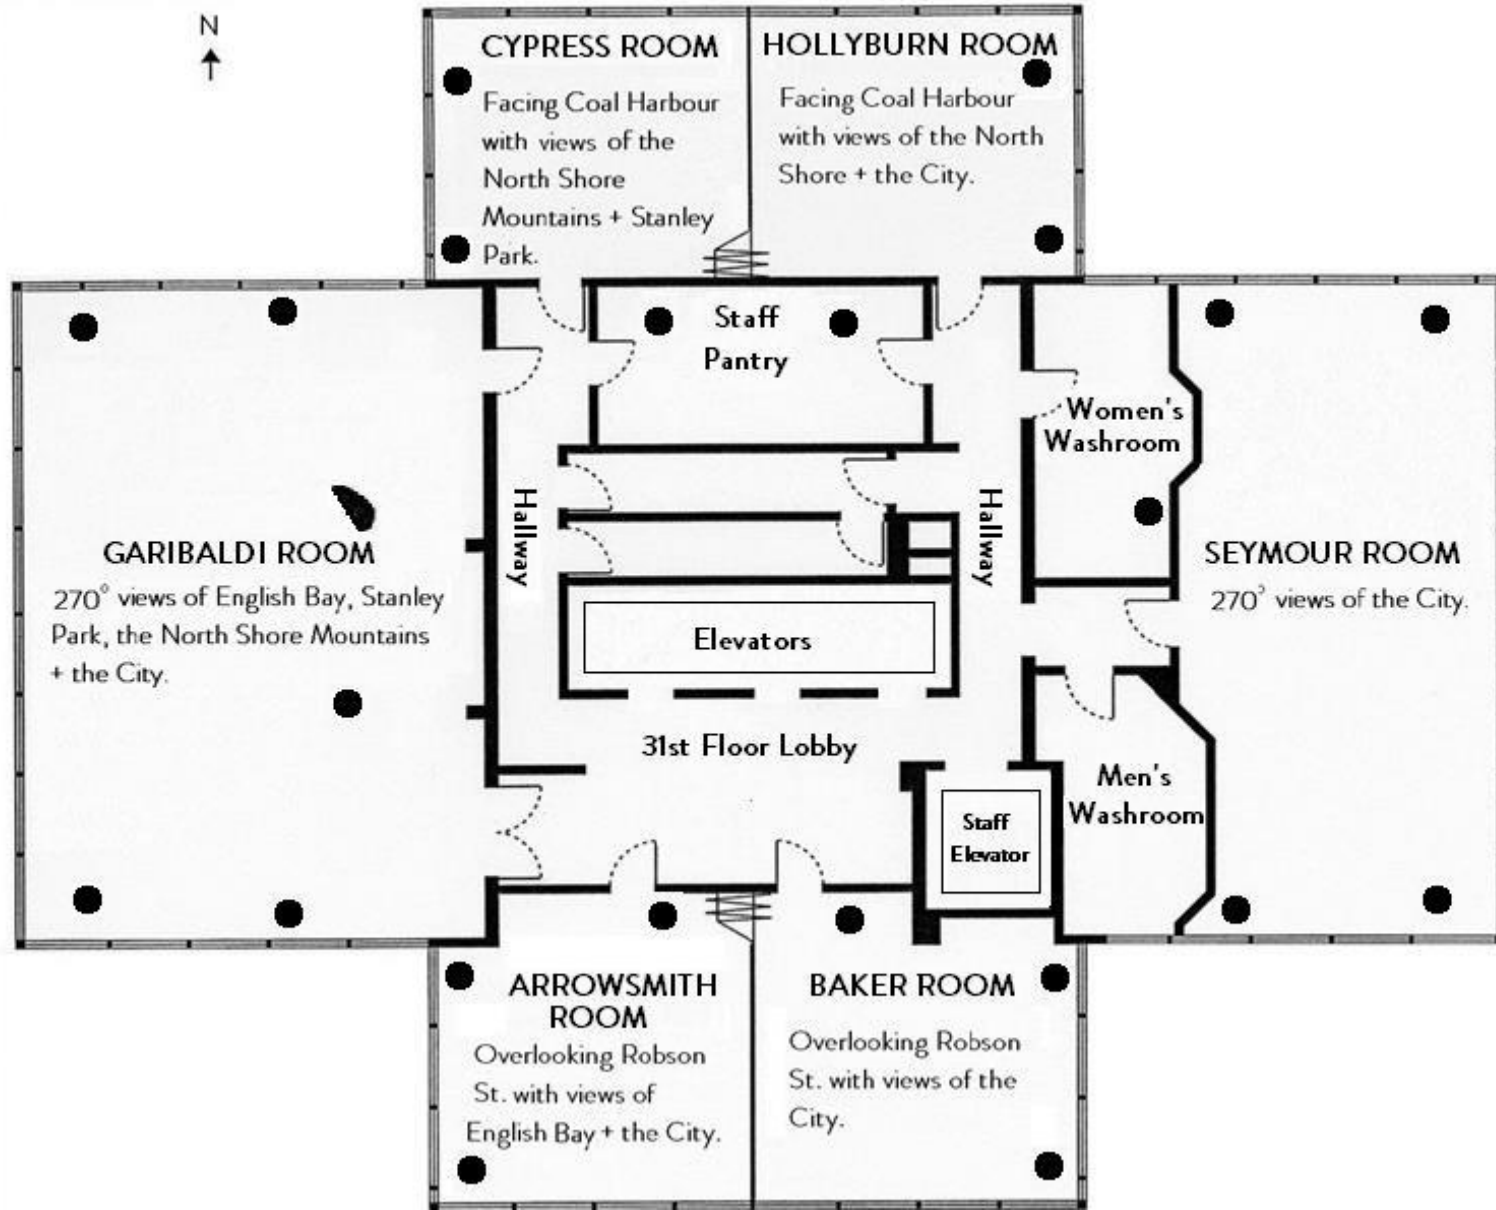 N
CYPRESS ROOM
Facing Coal Harbour
with views of the
North Shore
Mountains + Stanley
Park.
HOLLYBURN ROOM
Facing Coal Harbour
with views of the North
Shore + the City.
Staff
Pantry
Women's
Washroom
Hallway
Hallway
GARIBALDI ROOM
270° views of English Bay, Stanley
Park, the North Shore Mountains
+ the City.
SEYMOUR ROOM
270° views of the City.
Elevators
31st Floor Lobby
Men's
Washroom
Staff
Elevator
ARROWSMITH
ROOM
Overlooking Robson
St. with views of
English Bay + the City.
BAKER ROOM
Overlooking Robson
St. with views of the
City.